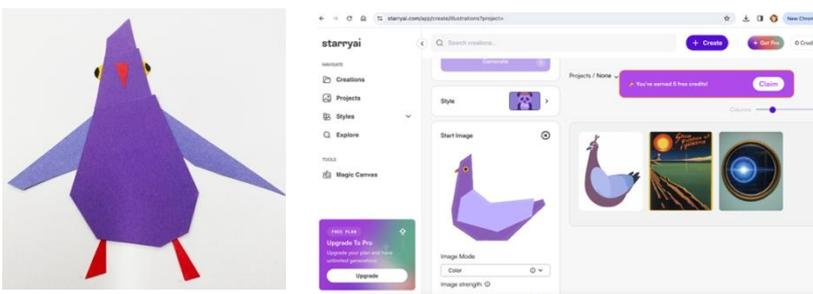 starryai.com/app/create/illustrations?project=
New Chrom
starryai
Search creations...
+ Create
Get Pro
0 Credi
NAVIGATE
Creations
Projects
Styles
Explore
TOOLS
Magic Canvas
FREE PLAN
Upgrade To Pro
Upgrade your plan and have
unlimited generations
Upgrade
Generate
Style
Start Image
Image Mode
Color
Image strength
Projects / None
You've earned 5 free credits!
Claim
Columns